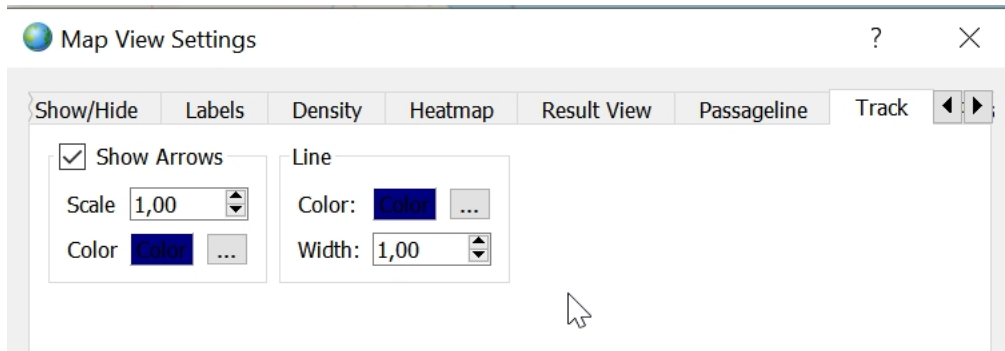 Map View Settings
?
Show/Hide Labels Density Heatmap Result View Passageline Track
Show Arrows
Line
Scale 1,00
Color: Color ...
Color Color ...
Width: 1,00